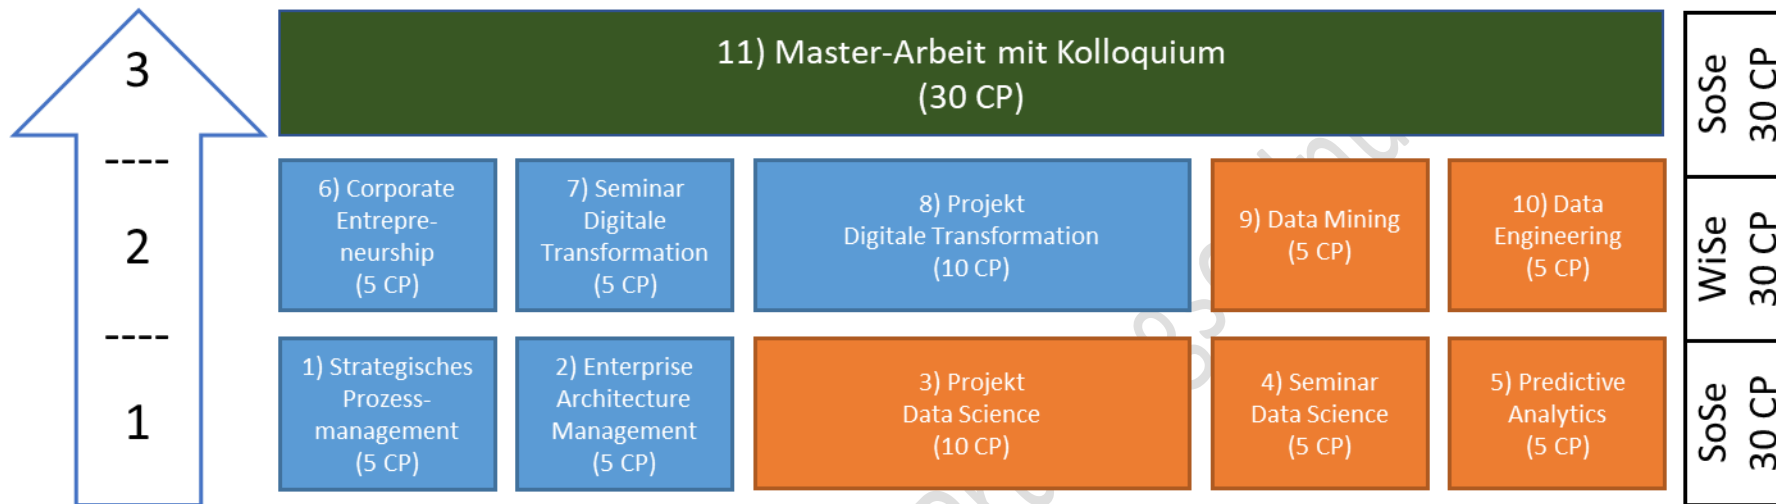 3
11) Master-Arbeit mit Kolloquium
(30 CP)
SoSe
30 CP
----
2
6) Corporate
Entrepre-
neurship
(5 CP)
7) Seminar
Digitale
Transformation
(5 CP)
8) Projekt
Digitale Transformation
(10 CP)
9) Data Mining
(5 CP)
10) Data
Engineering
(5 CP)
WiSe
30 CP
----
1
1) Strategisches
Prozess-
management
(5 CP)
2) Enterprise
Architecture
Management
(5 CP)
3) Projekt
Data Science
(10 CP)
4) Seminar
Data Science
(5 CP)
5) Predictive
Analytics
(5 CP)
SoSe
30 CP